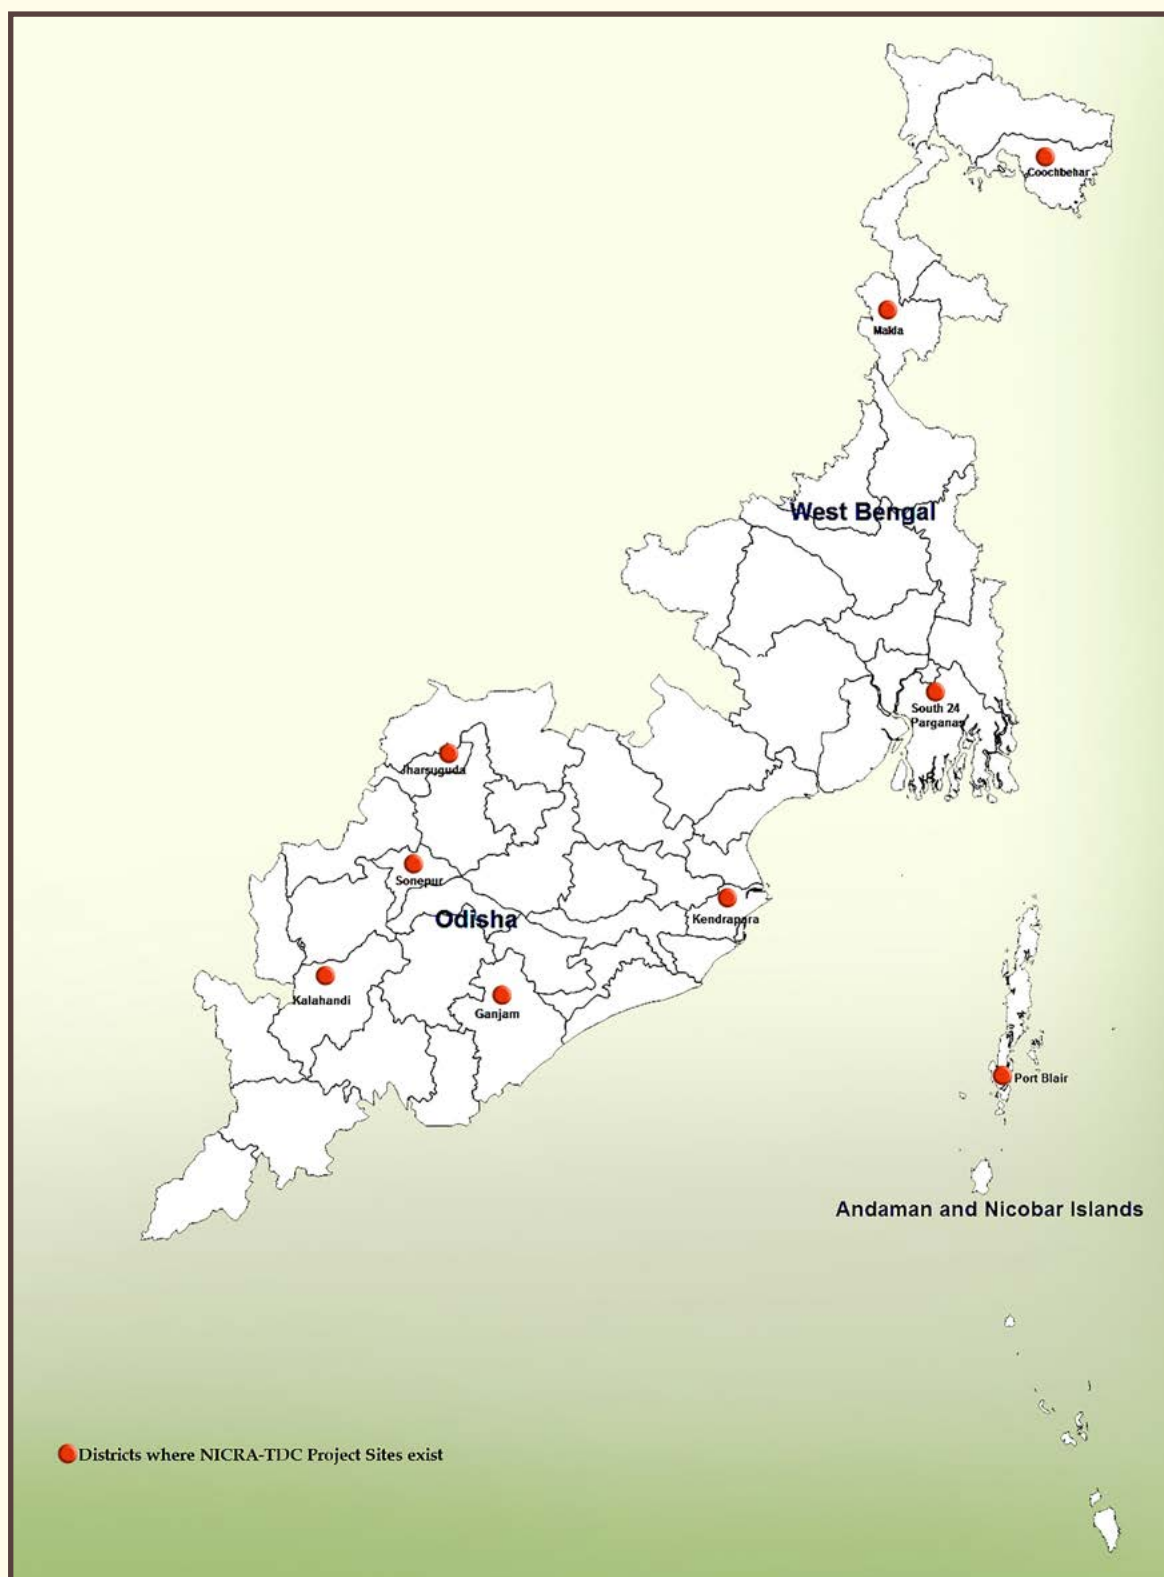 Coochbehar
Malda
West Bengal
South 24
Parganas
Jharsuguda
Sonepur
Kendrapara
Odisha
Kalahandi
Ganjam
Port Blair
Andaman and Nicobar Islands
Districts where NICRA-TDC Project Sites exist